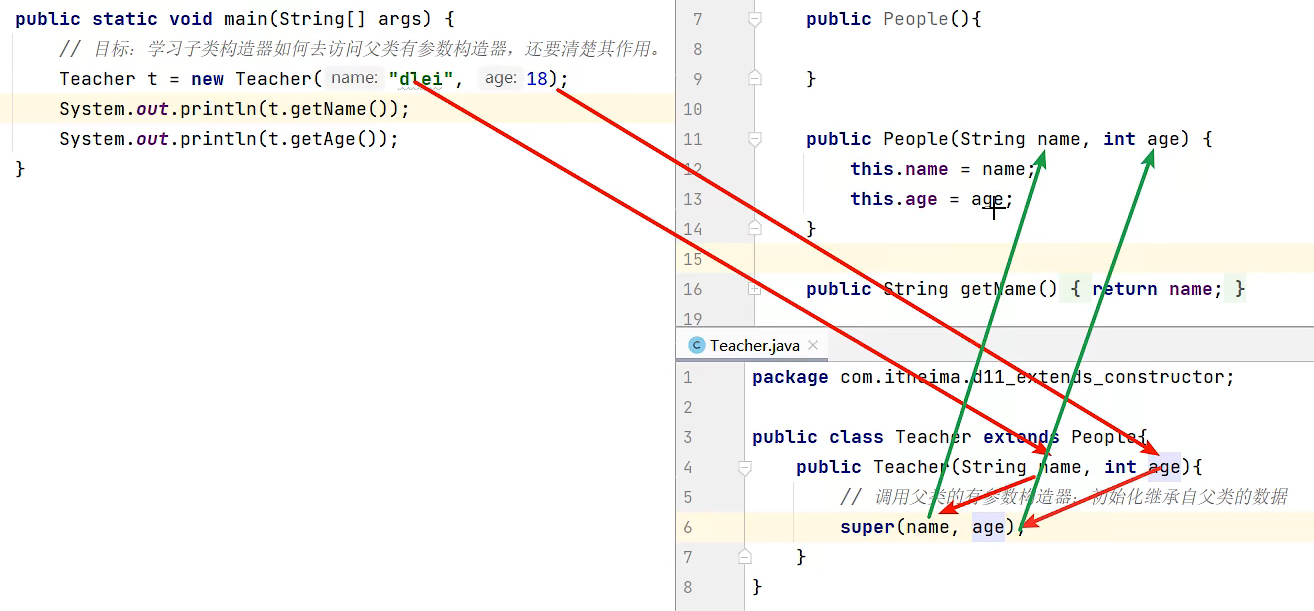 public static void main(String[] args) {
// 目标：学习子类构造器如何去访问父类有参数构造器，还要清楚其作用。
Teacher t = new Teacher( name: "dlei", age: 18);
System.out.println(t.getName());
System.out.println(t.getAge());
}
7 public People(){
8
9 }
10
11 public People(String name, int age) {
12 this.name = name;
13 this.age = age;
14 }
15
16 public String getName() { return name; }
19
C Teacher.java ×
1 package com.itheima.d11_extends_constructor;
2
3 public class Teacher extends People{
4 public Teacher(String name, int age){
5 // 调用父类的有参数构造器：初始化继承自父类的数据
6 super(name, age);
7 }
8 }